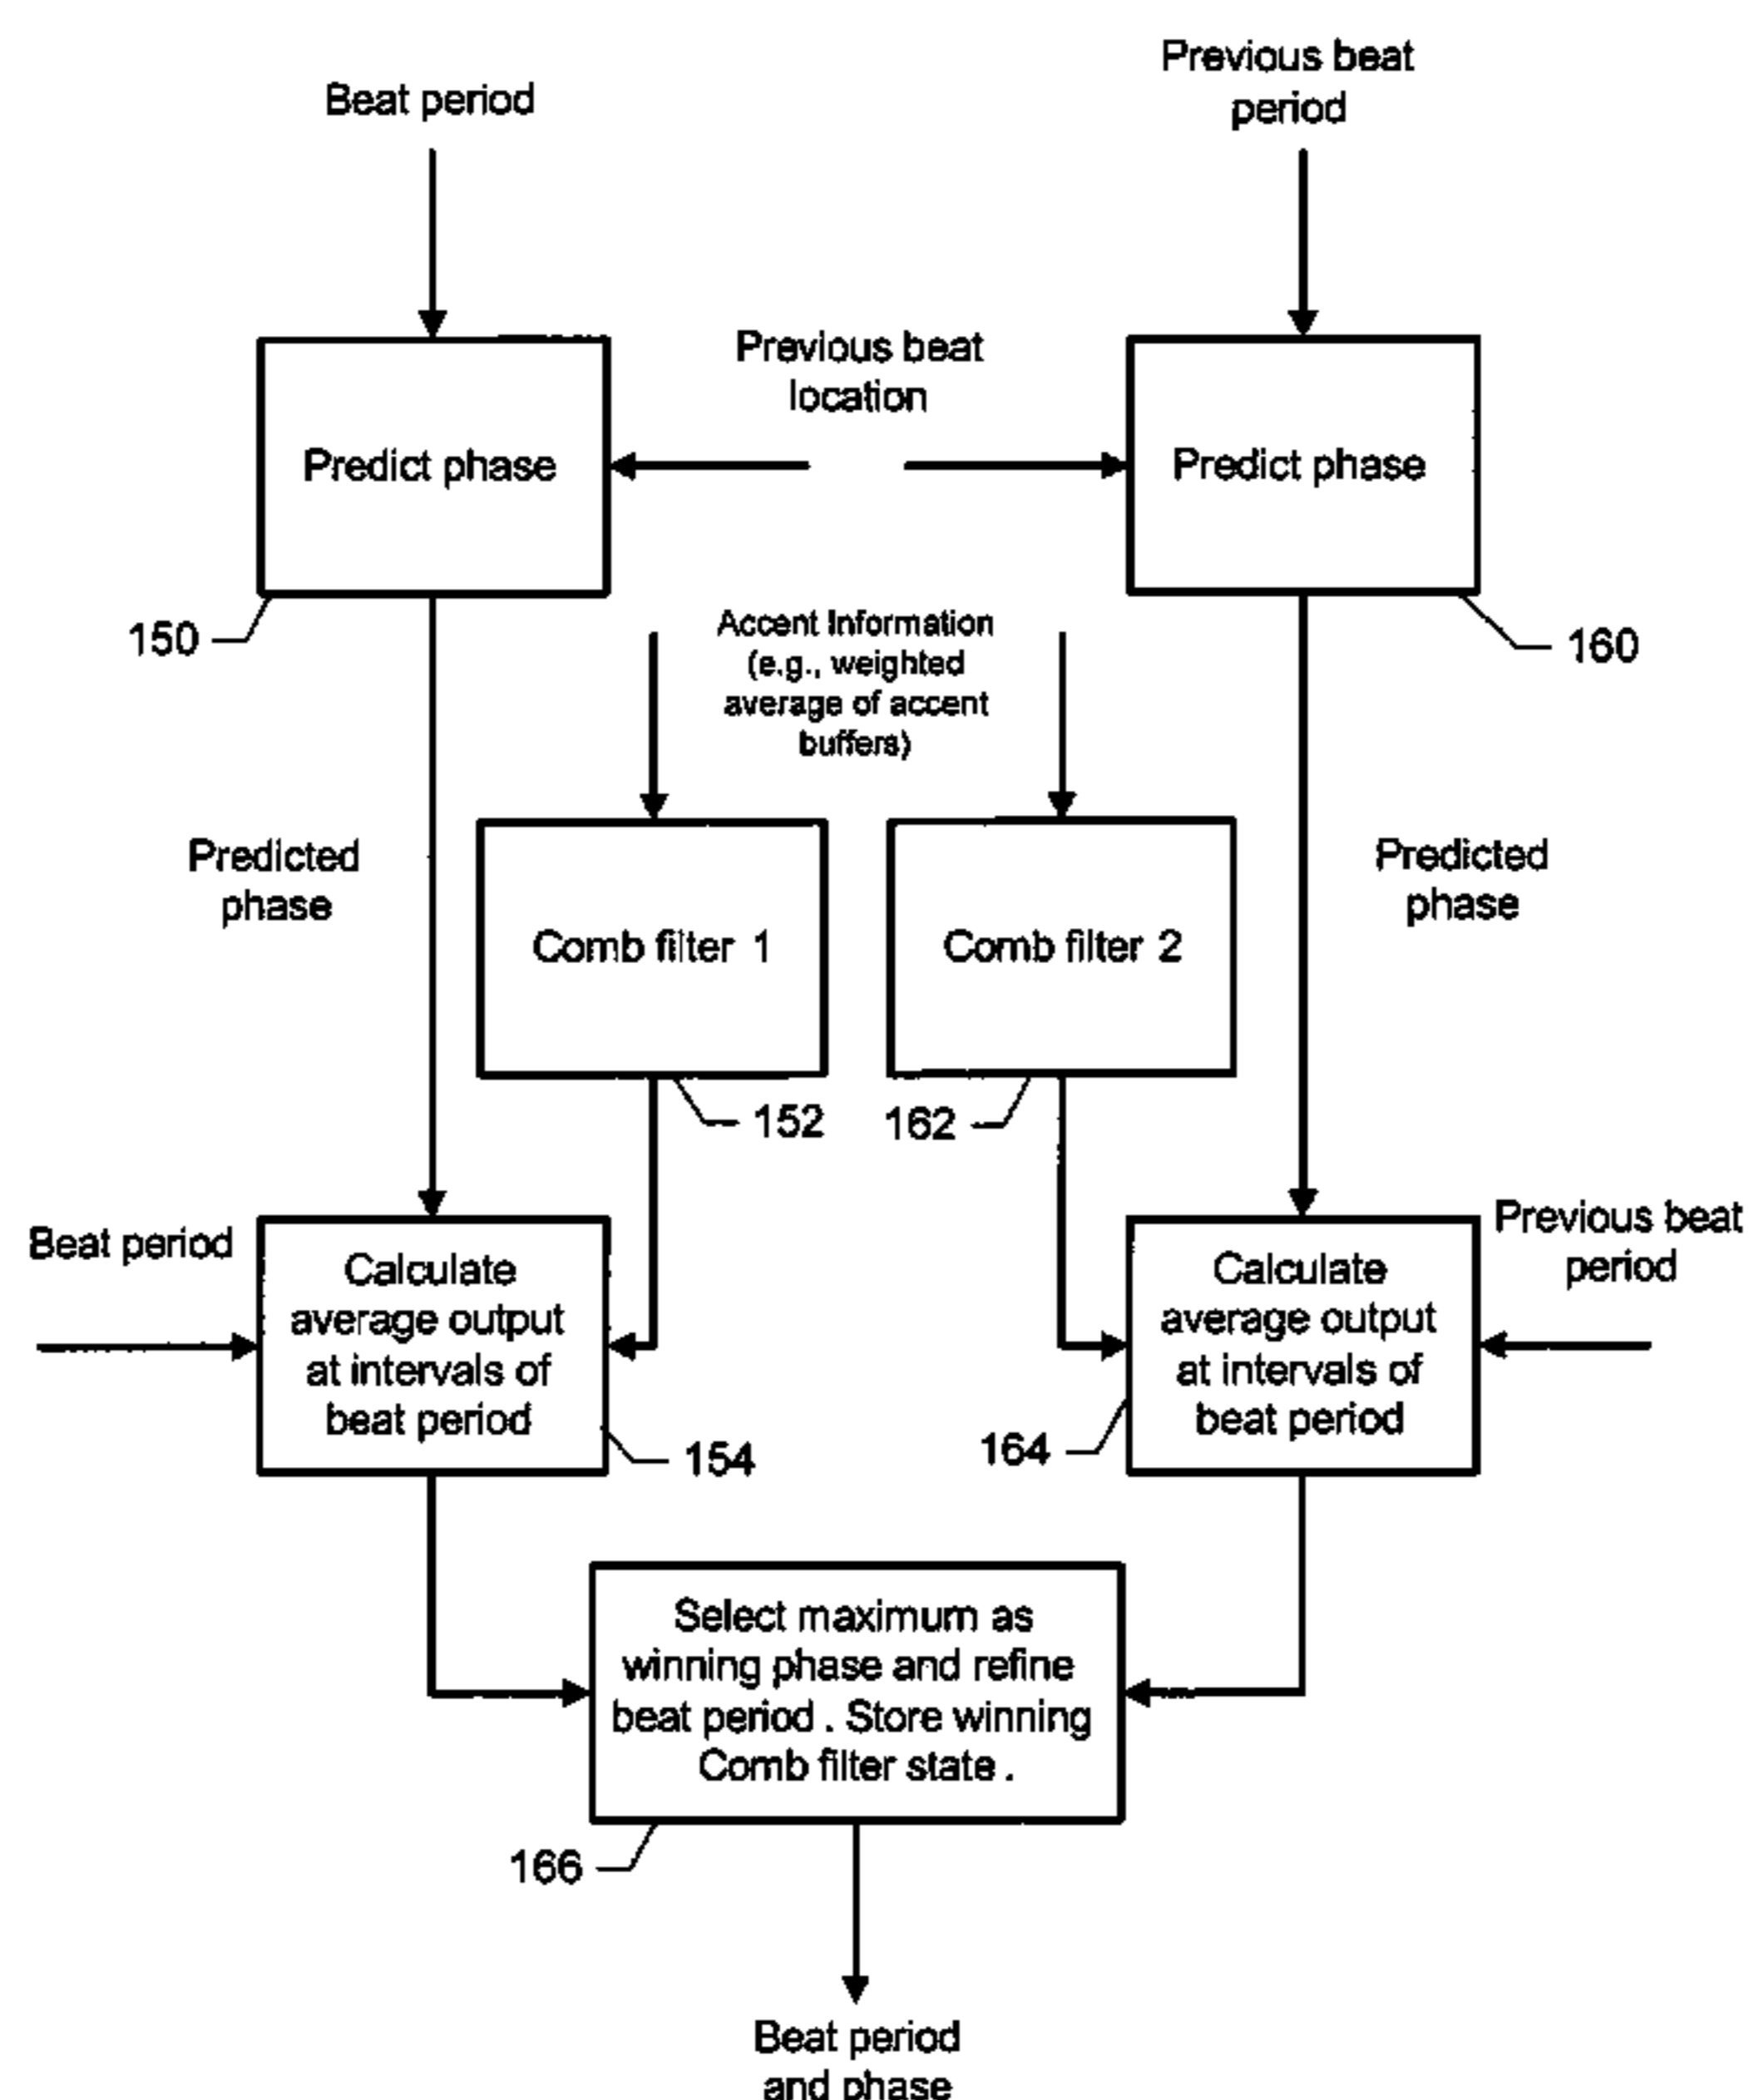 Beat period
Previous beat
period
Previous beat
location
Predict phase
Predict phase
150
160
Accent Information
(e.g., weighted
average of accent
buffers)
Predicted
phase
Predicted
phase
Comb filter 1
Comb filter 2
152
162
Beat period
Previous beat
period
Calculate
average output
at intervals of
beat period
Calculate
average output
at intervals of
beat period
154
164
Select maximum as
winning phase and refine
beat period . Store winning
Comb filter state .
166
Beat period
and phase